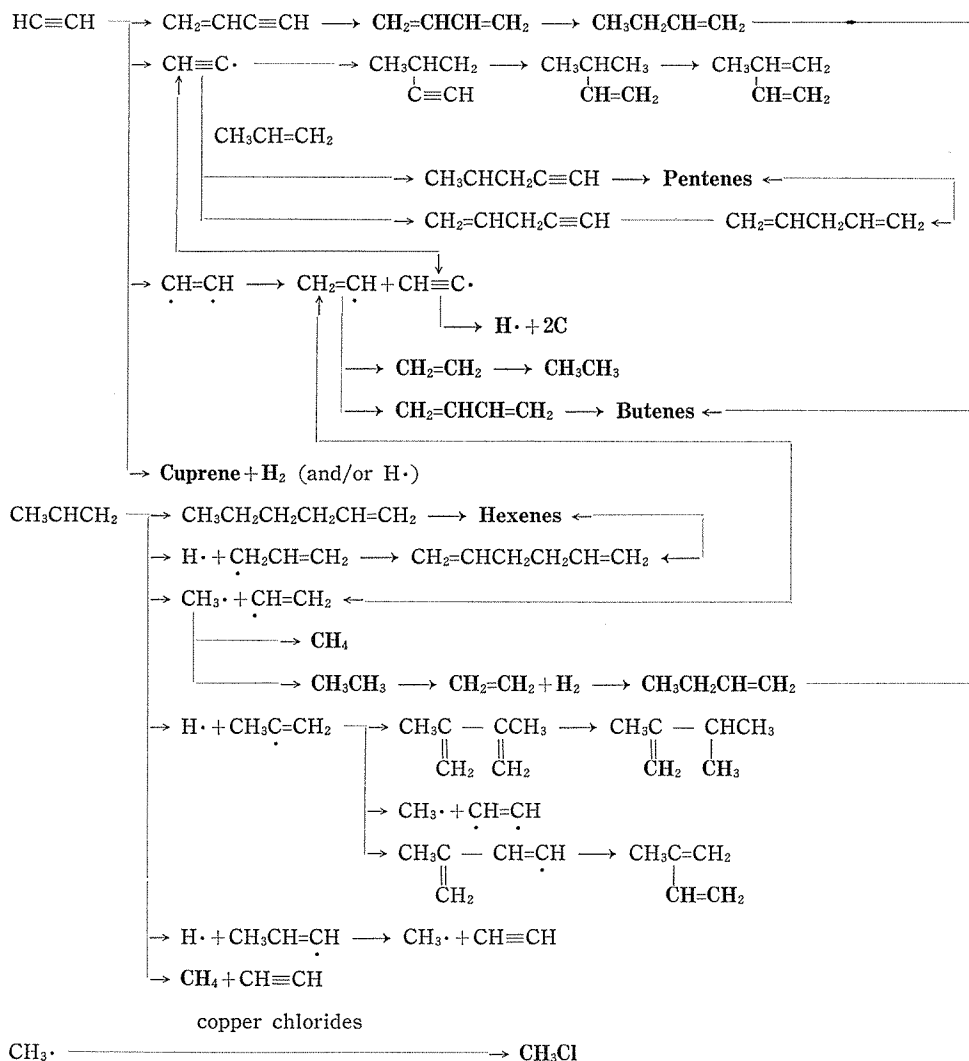 HC≡CH → CH₂=CHC≡CH → CH₂=CHCH=CH₂ → CH₃CH₂CH=CH₂
→ CH≡C· → CH₃CHCH₂ → CH₃CHCH₃ → CH₃CH=CH₂
C≡CH CH=CH₂ CH=CH₂
CH₃CH=CH₂
→ CH₃CHCH₂C≡CH → Pentenes ←
→ CH₂=CHCH₂C≡CH — CH₂=CHCH₂CH=CH₂ ←
→ CH=CH → CH₂=CH + CH≡C·
· · ·
→ H· + 2C
→ CH₂=CH₂ → CH₃CH₃
→ CH₂=CHCH=CH₂ → Butenes ←
→ Cuprene + H₂ (and/or H·)
CH₃CHCH₂ → CH₃CH₂CH₂CH₂CH=CH₂ → Hexenes ←
→ H· + CH₂CH=CH₂ → CH₂=CHCH₂CH₂CH=CH₂ ←
·
→ CH₃· + CH=CH₂ ←
·
→ CH₄
→ CH₃CH₃ → CH₂=CH₂ + H₂ → CH₃CH₂CH=CH₂
→ H· + CH₃C=CH₂ → CH₃C — CCH₃ → CH₃C — CHCH₃
·
CH₂ CH₂ CH₂ CH₃
→ CH₃· + CH=CH
· ·
→ CH₃C — CH=CH → CH₃C=CH₂
·
CH₂ CH=CH₂
→ H· + CH₃CH=CH → CH₃· + CH≡CH
·
→ CH₄ + CH≡CH
copper chlorides
CH₃· → CH₃Cl